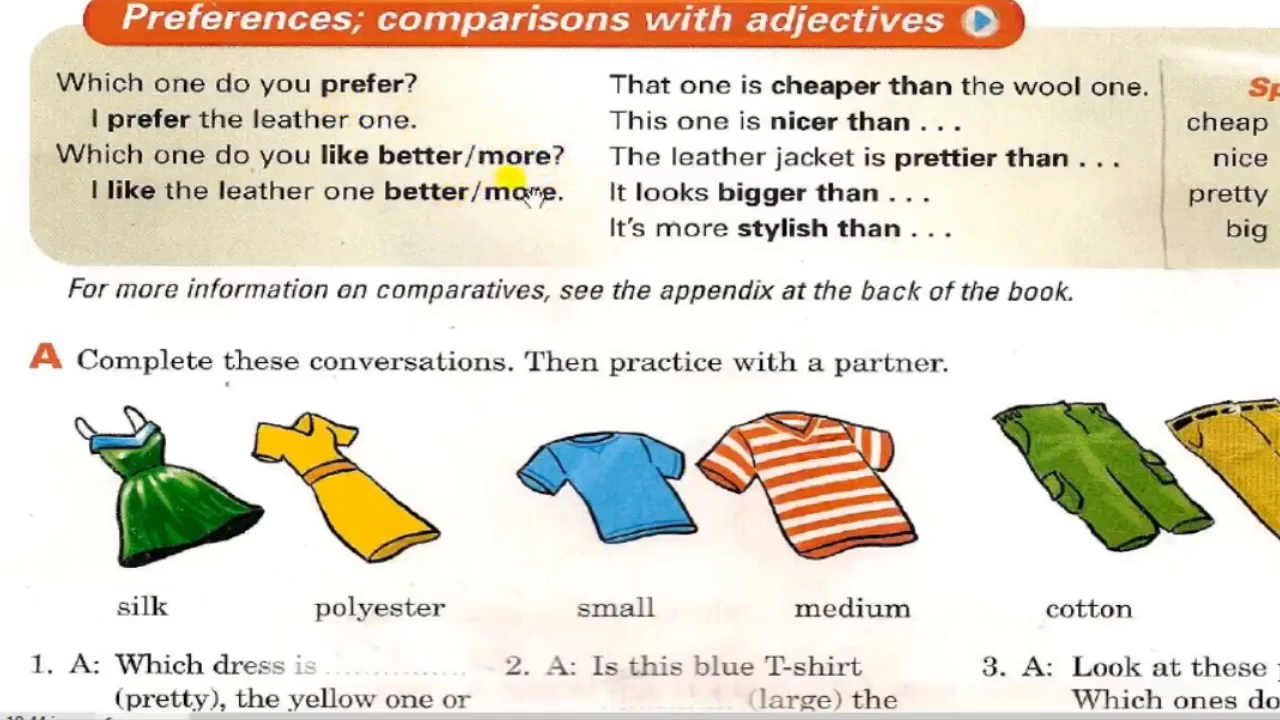 Preferences; comparisons with adjectives
Which one do you prefer?
I prefer the leather one.
Which one do you like better/more?
I like the leather one better/more.
That one is cheaper than the wool one.
This one is nicer than . . .
The leather jacket is prettier than . . .
It looks bigger than . . .
It's more stylish than . . .
Sp
cheap
nice
pretty
big
For more information on comparatives, see the appendix at the back of the book.
A Complete these conversations. Then practice with a partner.
silk
polyester
small
medium
cotton
1. A: Which dress is ..............
(pretty), the yellow one or
2. A: Is this blue T-shirt
.............. (large) the
3. A: Look at these
Which ones do